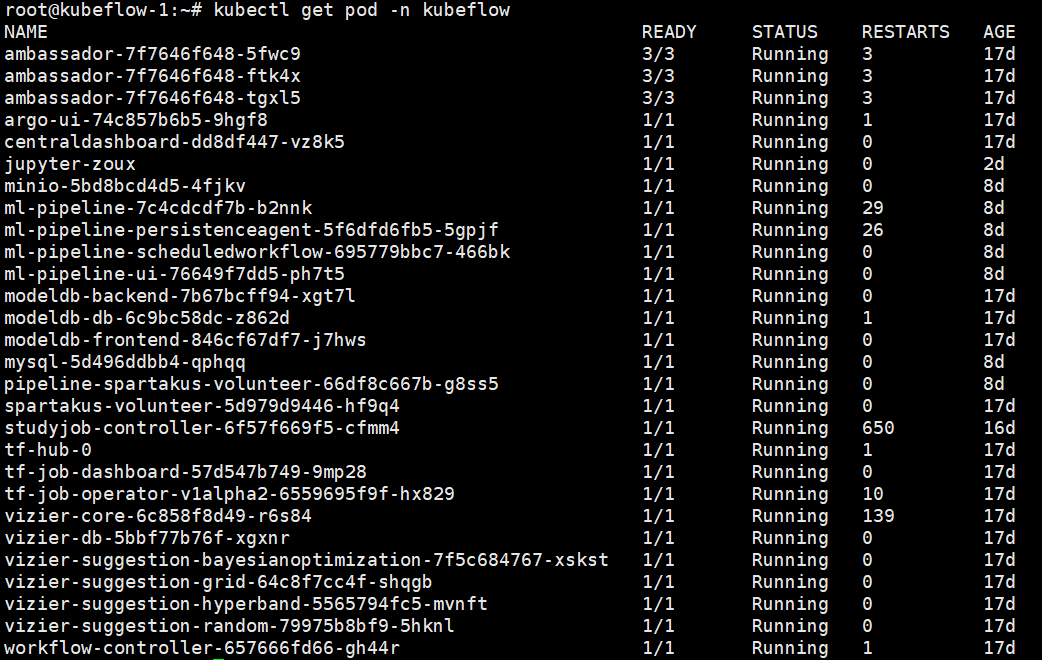 root@kubeflow-1:~# kubectl get pod -n kubeflow
NAME READY STATUS RESTARTS AGE
ambassador-7f7646f648-5fwc9 3/3 Running 3 17d
ambassador-7f7646f648-ftk4x 3/3 Running 3 17d
ambassador-7f7646f648-tgxl5 3/3 Running 3 17d
argo-ui-74c857b6b5-9hgf8 1/1 Running 1 17d
centraldashboard-dd8df447-vz8k5 1/1 Running 0 17d
jupyter-zoux 1/1 Running 0 2d
minio-5bd8bcd4d5-4fjkv 1/1 Running 0 8d
ml-pipeline-7c4cdcdf7b-b2nnk 1/1 Running 29 8d
ml-pipeline-persistenceagent-5f6dfd6fb5-5gpjf 1/1 Running 26 8d
ml-pipeline-scheduledworkflow-695779bbc7-466bk 1/1 Running 0 8d
ml-pipeline-ui-76649f7dd5-ph7t5 1/1 Running 0 8d
modeldb-backend-7b67bcff94-xgt7l 1/1 Running 0 17d
modeldb-db-6c9bc58dc-z862d 1/1 Running 1 17d
modeldb-frontend-846cf67df7-j7hws 1/1 Running 0 17d
mysql-5d496ddbb4-qphqq 1/1 Running 0 8d
pipeline-spartakus-volunteer-66df8c667b-g8ss5 1/1 Running 0 8d
spartakus-volunteer-5d979d9446-hf9q4 1/1 Running 0 17d
studyjob-controller-6f57f669f5-cfmm4 1/1 Running 650 16d
tf-hub-0 1/1 Running 1 17d
tf-job-dashboard-57d547b749-9mp28 1/1 Running 0 17d
tf-job-operator-v1alpha2-6559695f9f-hx829 1/1 Running 10 17d
vizier-core-6c858f8d49-r6s84 1/1 Running 139 17d
vizier-db-5bbf77b76f-xgxnr 1/1 Running 0 17d
vizier-suggestion-bayesianoptimization-7f5c684767-xskst 1/1 Running 0 17d
vizier-suggestion-grid-64c8f7cc4f-shqgb 1/1 Running 0 17d
vizier-suggestion-hyperband-5565794fc5-mvnft 1/1 Running 0 17d
vizier-suggestion-random-79975b8bf9-5hknl 1/1 Running 0 17d
workflow-controller-657666fd66-gh44r 1/1 Running 1 17d